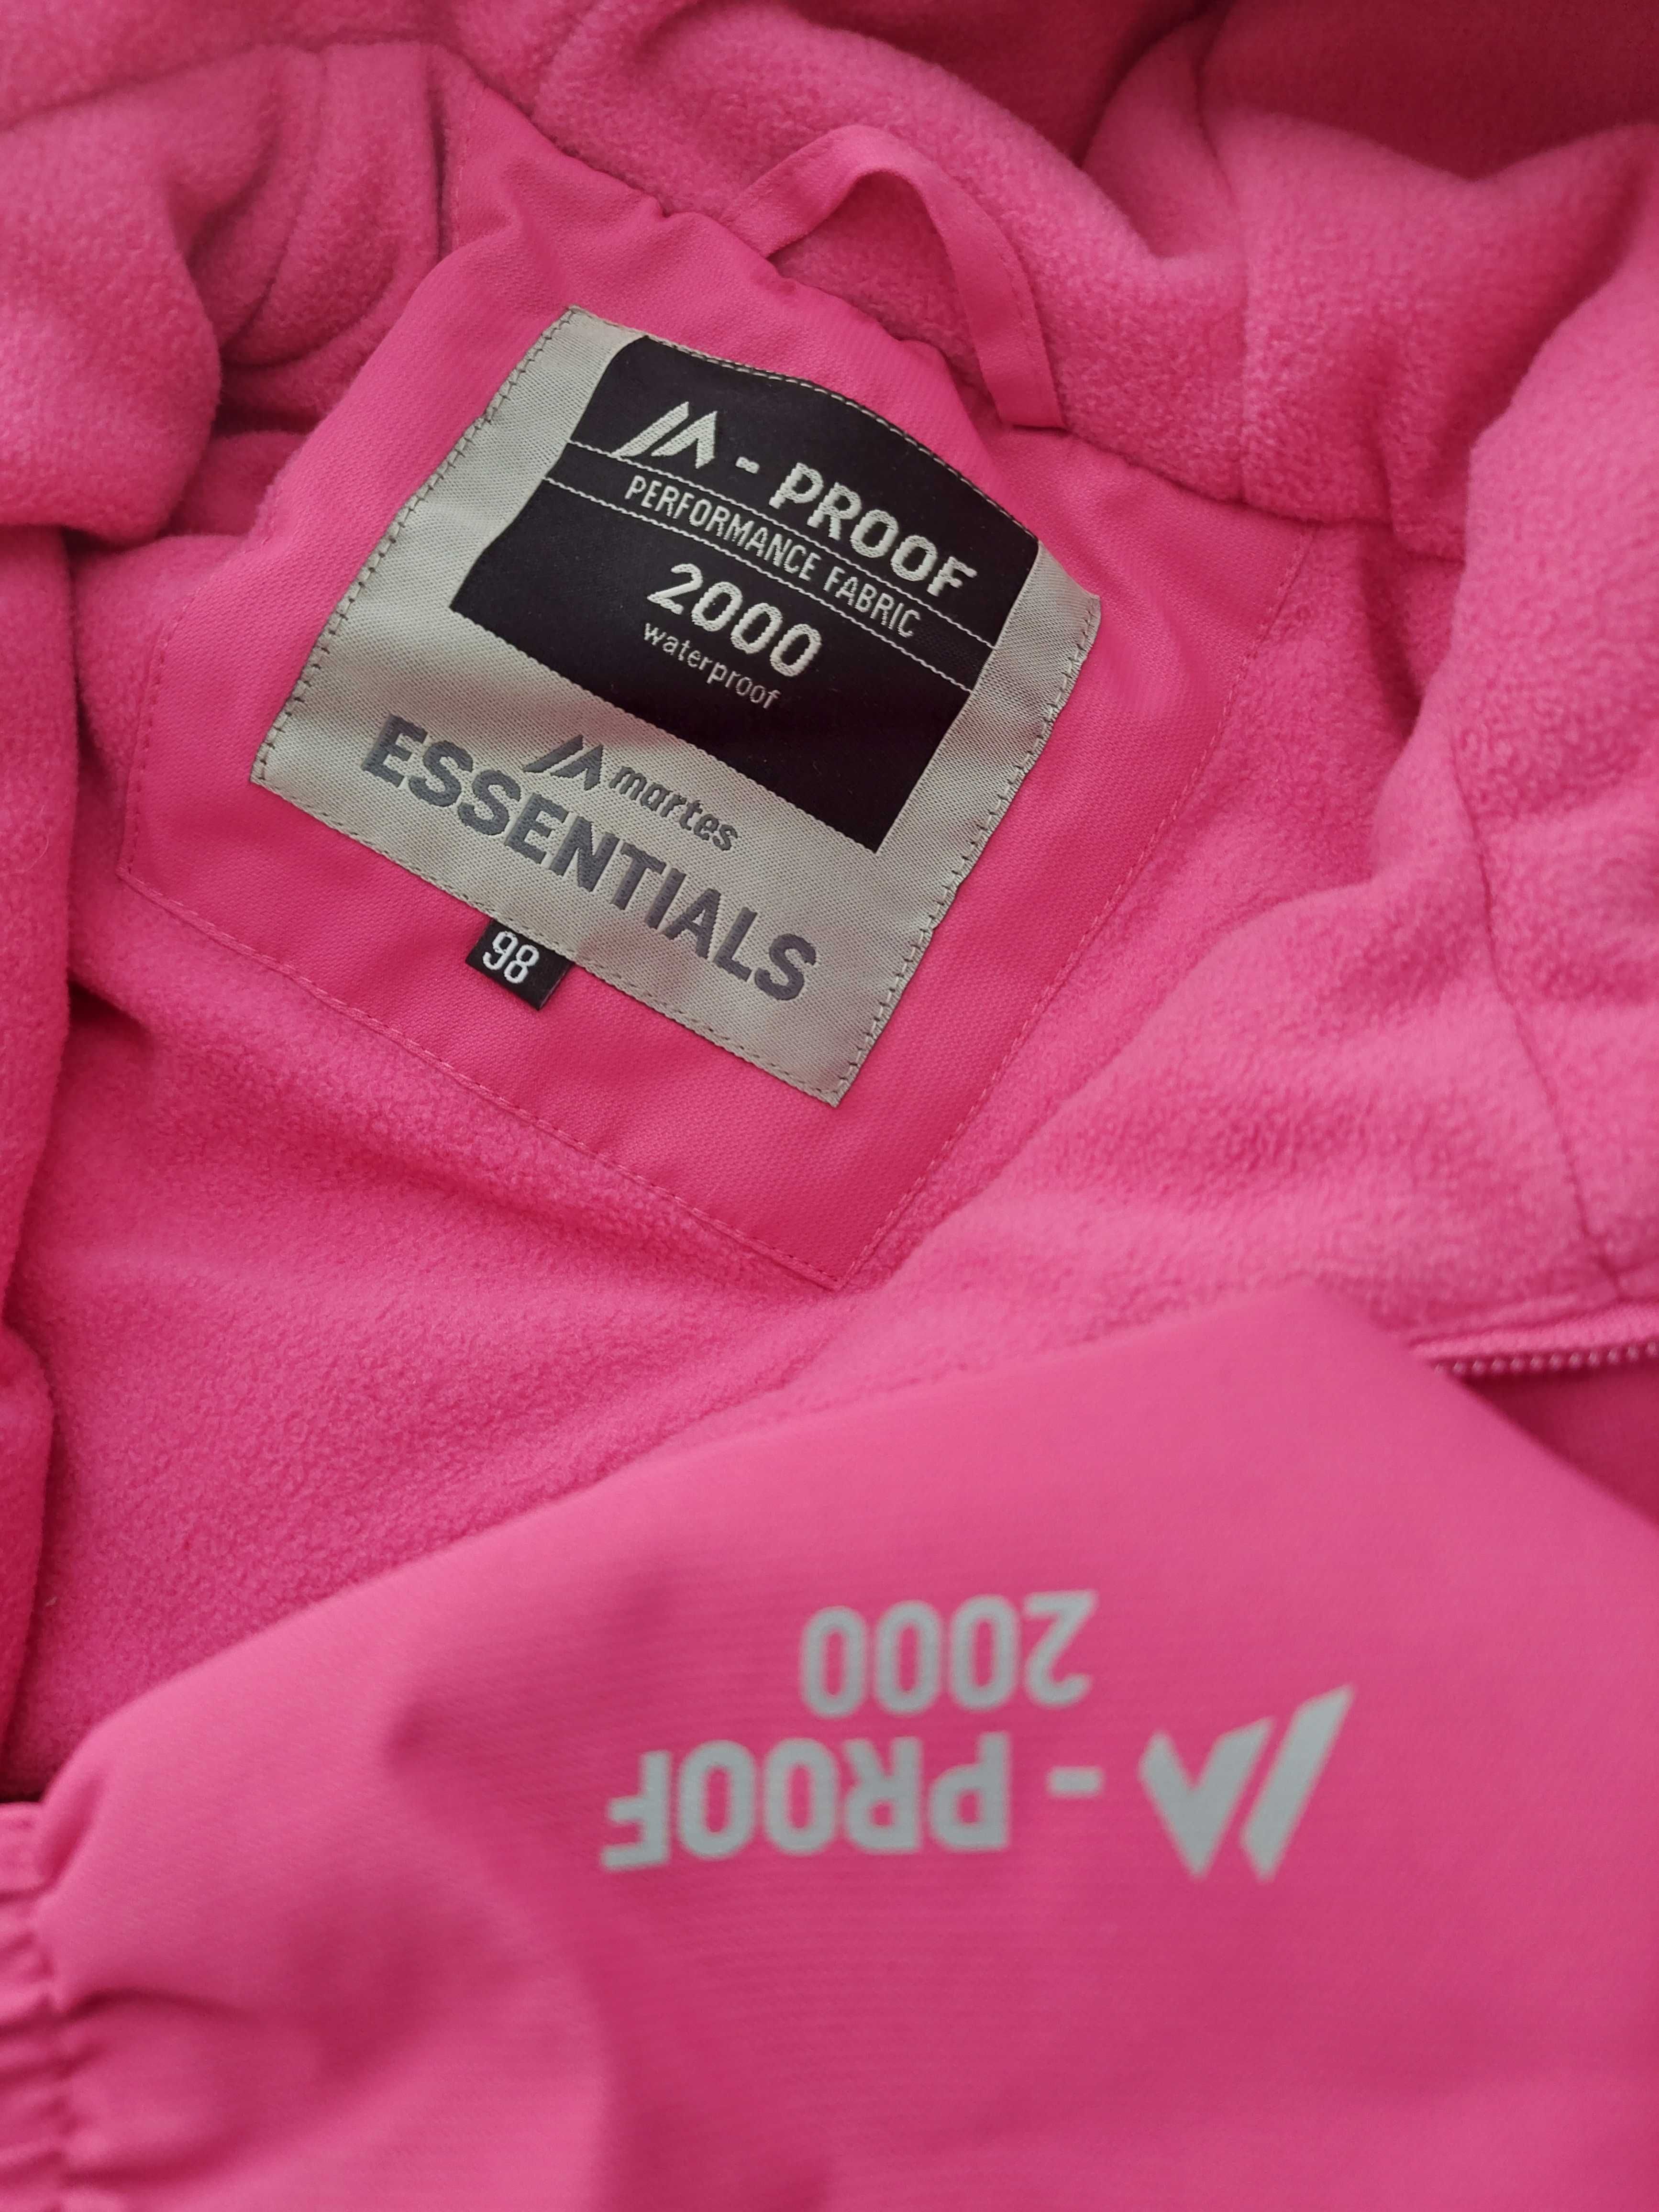 - PROOF
PERFORMANCE FABRIC
2000
waterproof
martes
ESSENTIALS
98
- PROOF
2000